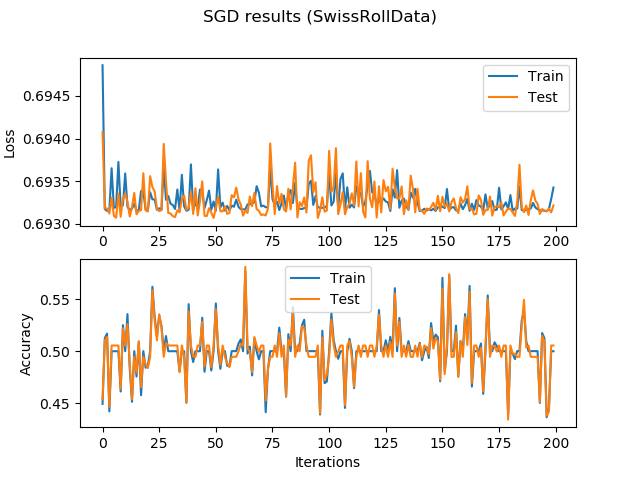 SGD results (SwissRollData)
Loss
0.6945
0.6940
0.6935
0.6930
Train
Test
0 25 50 75 100 125 150 175 200
Accuracy
0.55
0.50
0.45
Train
Test
0 25 50 75 100 125 150 175 200
Iterations